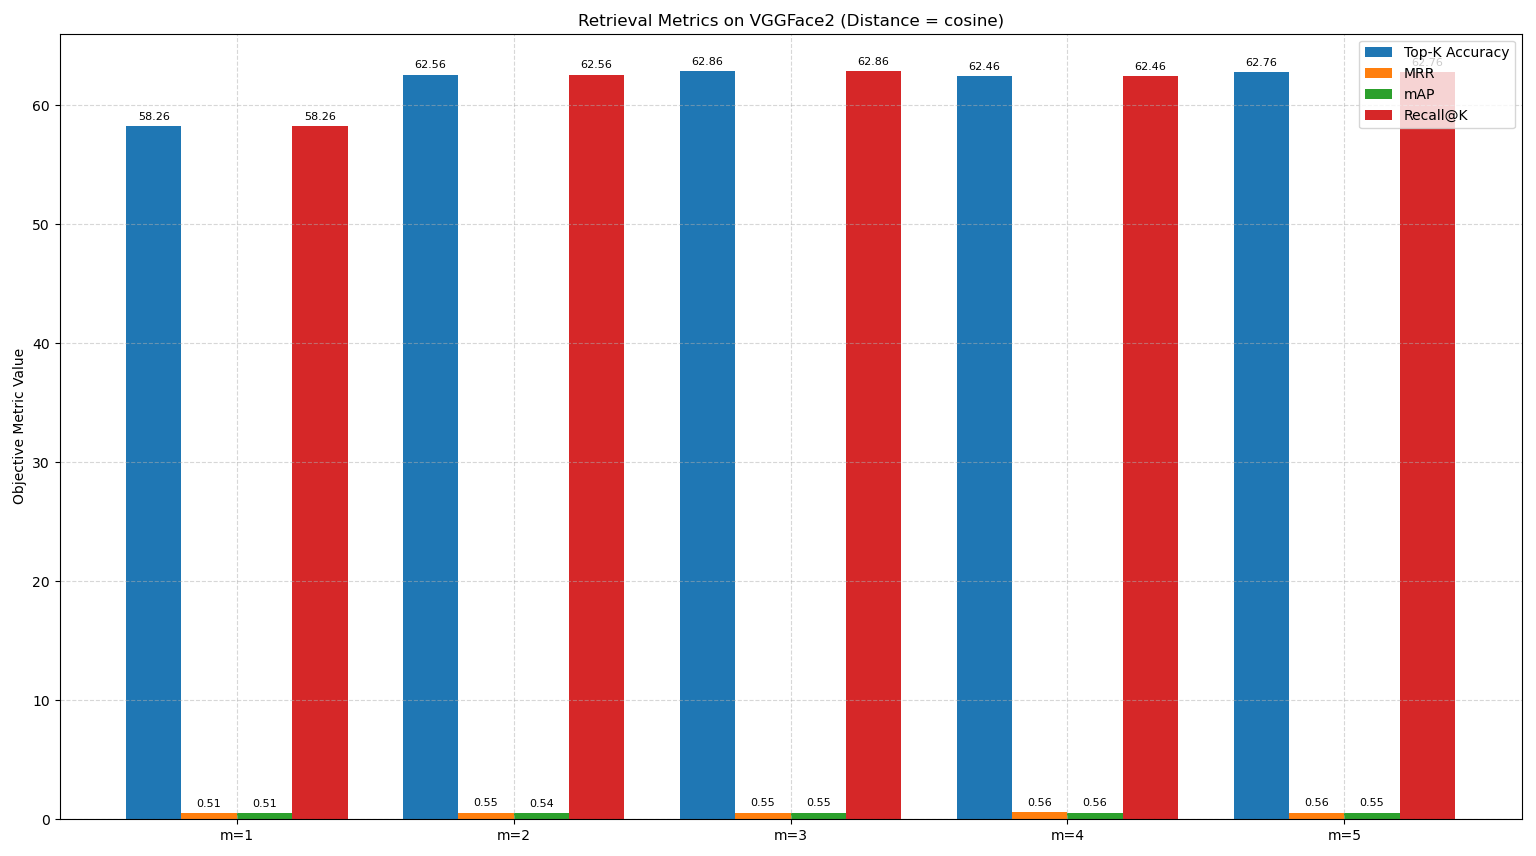 Retrieval Metrics on VGGFace2 (Distance = cosine)
Objective Metric Value
60
50
40
30
20
10
0
58.26
0.51
0.51
58.26
62.56
0.55
0.54
62.56
62.86
0.55
0.55
62.86
62.46
0.56
0.56
62.46
62.76
0.56
0.55
62.76
Top-K Accuracy
MRR
mAP
Recall@K
m=1
m=2
m=3
m=4
m=5